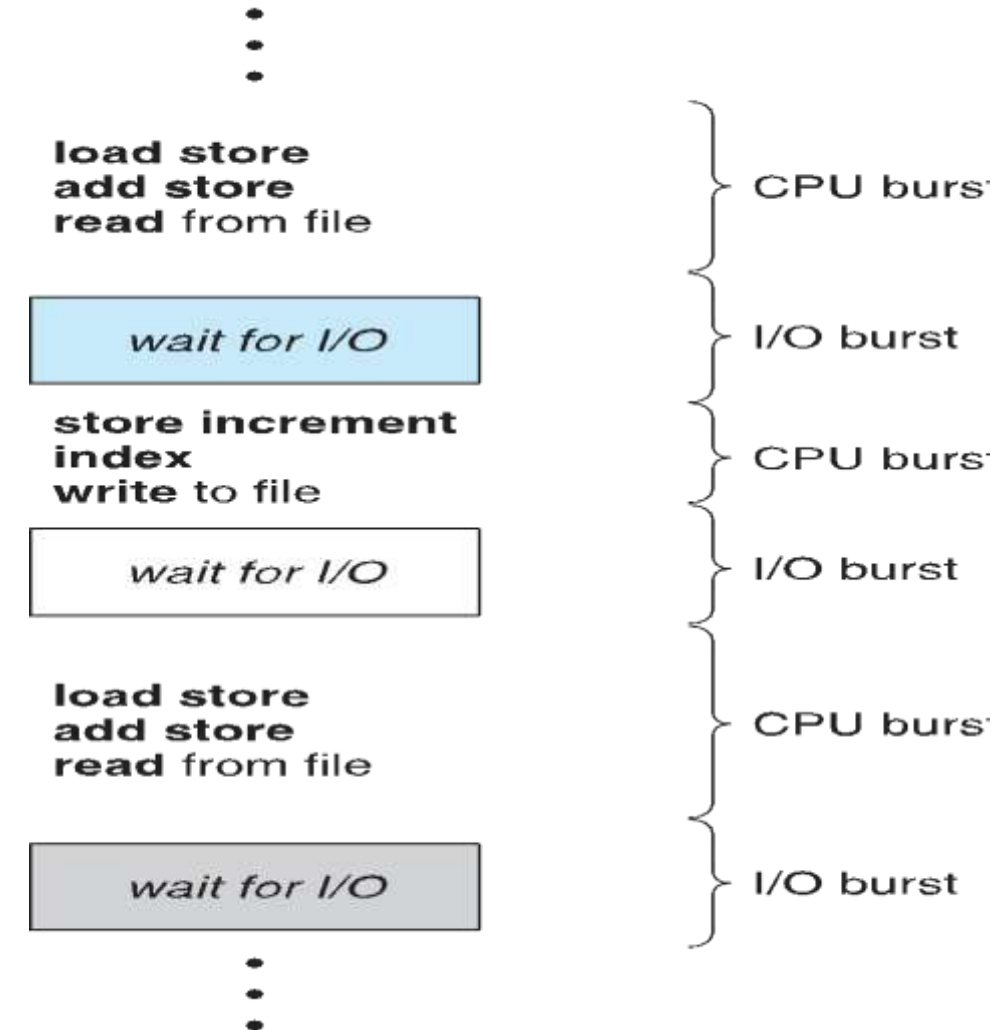 load store
add store
read from file
CPU burst
wait for I/O
I/O burst
store increment
index
write to file
CPU burst
wait for I/O
I/O burst
load store
add store
read from file
CPU burst
wait for I/O
I/O burst